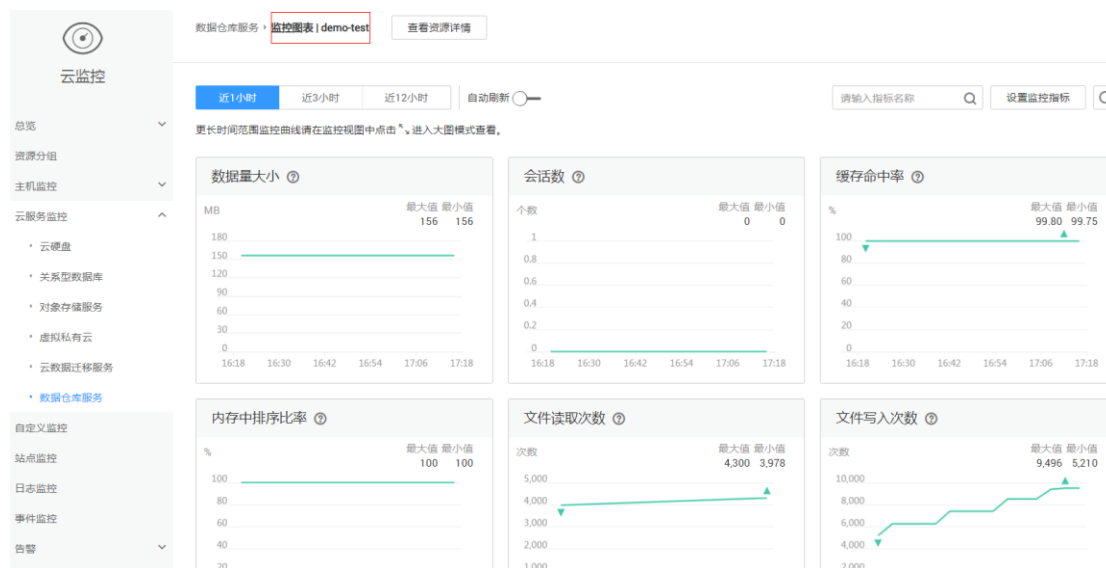 云监控
总览
资源分组
主机监控
云服务监控
云硬盘
关系型数据库
对象存储服务
虚拟私有云
云数据迁移服务
数据仓库服务
自定义监控
站点监控
日志监控
事件监控
告警
数据仓库服务 › 监控图表 | demo-test 查看资源详情
近1小时 近3小时 近12小时 自动刷新 请输入指标名称 设置监控指标
更长时间范围监控曲线请在监控视图中点击 进入大图模式查看。
数据量大小
MB 最大值 最小值
156 156
180
150
120
90
60
30
0
16:18 16:30 16:42 16:54 17:06 17:18
会话数
个数 最大值 最小值
0 0
1
0.8
0.6
0.4
0.2
0
16:18 16:30 16:42 16:54 17:06 17:18
缓存命中率
% 最大值 最小值
99.80 99.75
100
80
60
40
20
0
16:18 16:30 16:42 16:54 17:06 17:18
内存中排序比率
% 最大值 最小值
100 100
100
80
60
40
20
文件读取次数
次数 最大值 最小值
4,300 3,978
5,000
4,000
3,000
2,000
1,000
文件写入次数
次数 最大值 最小值
9,496 5,210
10,000
8,000
6,000
4,000
2,000